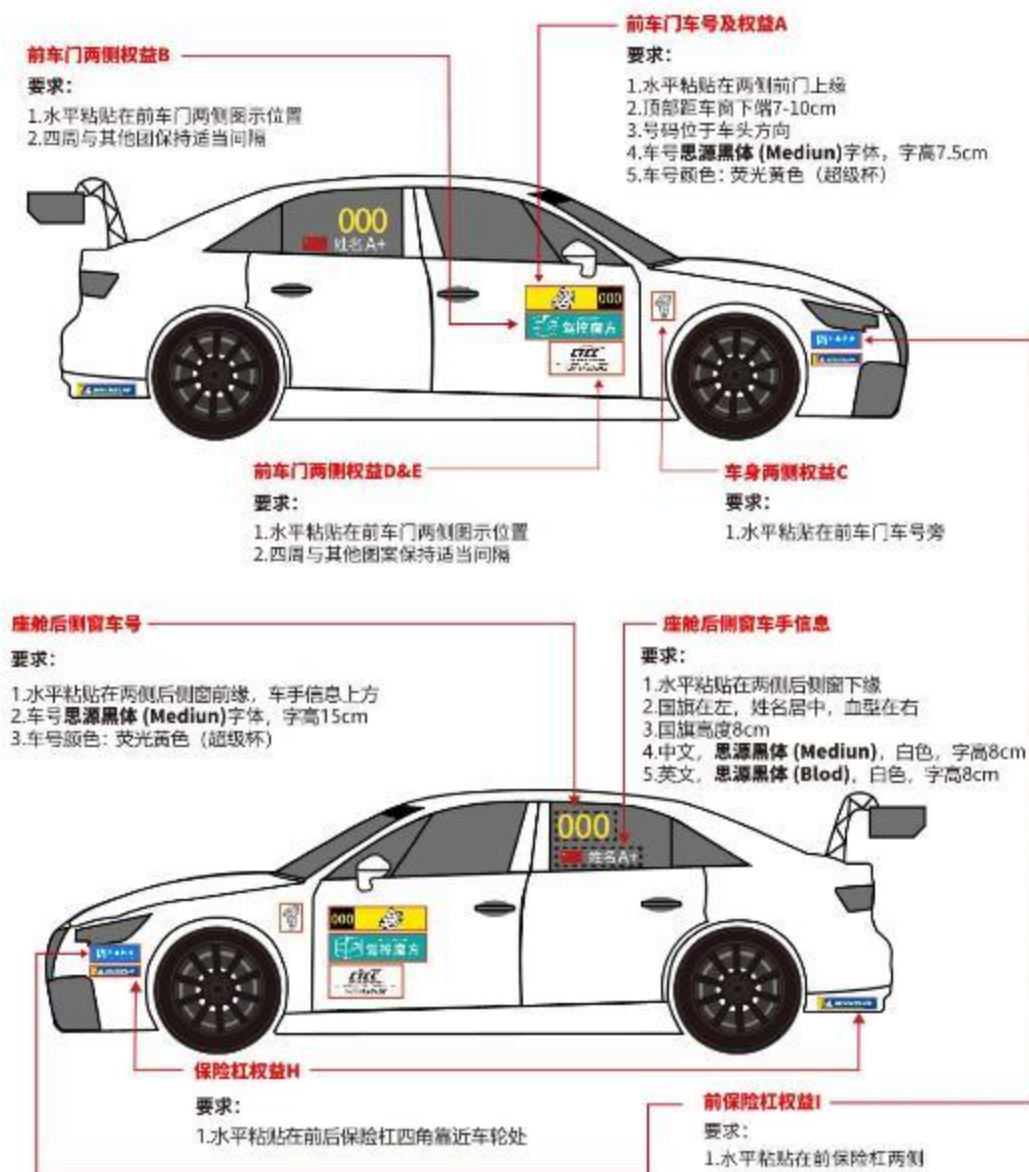 前车门两侧权益B
要求：
1.水平粘贴在前车门两侧图示位置
2.四周与其他团保持适当间隔
前车门车号及权益A
要求：
1.水平粘贴在两侧前门上缘
2.顶部距车窗下端7-10cm
3.号码位于车头方向
4.车号思源黑体 (Mediun)字体，字高7.5cm
5.车号颜色：荧光黄色（超级杯）
000
姓名A+
000
驾控魔方
CTCC
前车门两侧权益D&E
要求：
1.水平粘贴在前车门两侧图示位置
2.四周与其他图案保持适当间隔
车身两侧权益C
要求：
1.水平粘贴在前车门车号旁
座舱后侧窗车号
要求：
1.水平粘贴在两侧后侧窗前缘，车手信息上方
2.车号思源黑体 (Mediun)字体，字高15cm
3.车号颜色：荧光黄色（超级杯）
座舱后侧窗车手信息
要求：
1.水平粘贴在两侧后侧窗下缘
2.国旗在左，姓名居中，血型在右
3.国旗高度8cm
4.中文，思源黑体 (Mediun)，白色，字高8cm
5.英文，思源黑体 (Blod)，白色，字高8cm
000
姓名A+
000
驾控魔方
CTCC
保险杠权益H
要求：
1.水平粘贴在前后保险杠四角靠近车轮处
前保险杠权益I
要求：
1.水平粘贴在前保险杠两侧